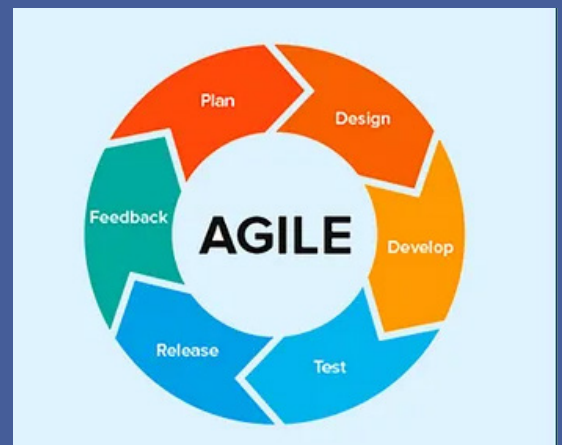 Plan
Design
Feedback
AGILE
Develop
Release
Test